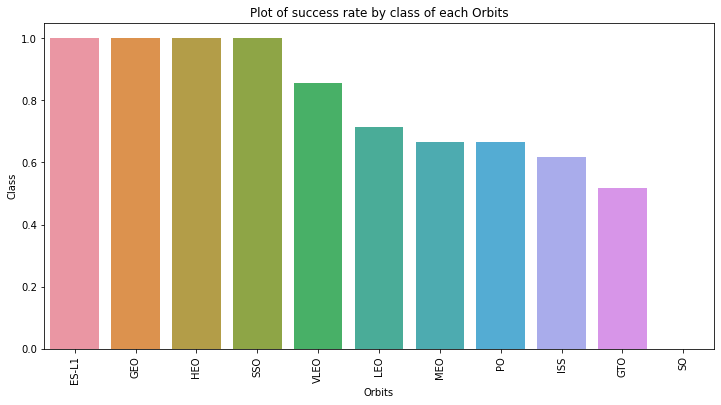 Plot of success rate by class of each Orbits
1.0
0.8
0.6
0.4
0.2
0.0
Class
ES-L1
GEO
HEO
SSO
VLEO
LEO
MEO
PO
ISS
GTO
SO
Orbits